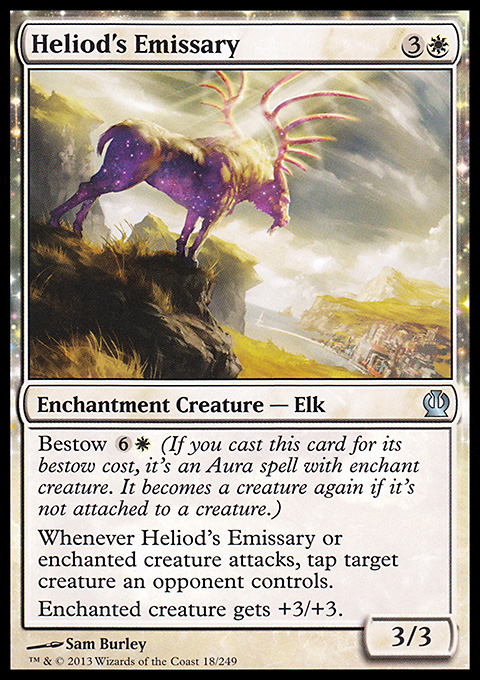 Heliod's Emissary 3
Enchantment Creature — Elk
Bestow 6 (If you cast this card for its
bestow cost, it's an Aura spell with enchant
creature. It becomes a creature again if it's
not attached to a creature.)
Whenever Heliod's Emissary or
enchanted creature attacks, tap target
creature an opponent controls.
Enchanted creature gets +3/+3.
3/3
Sam Burley
™ & © 2013 Wizards of the Coast 18/249